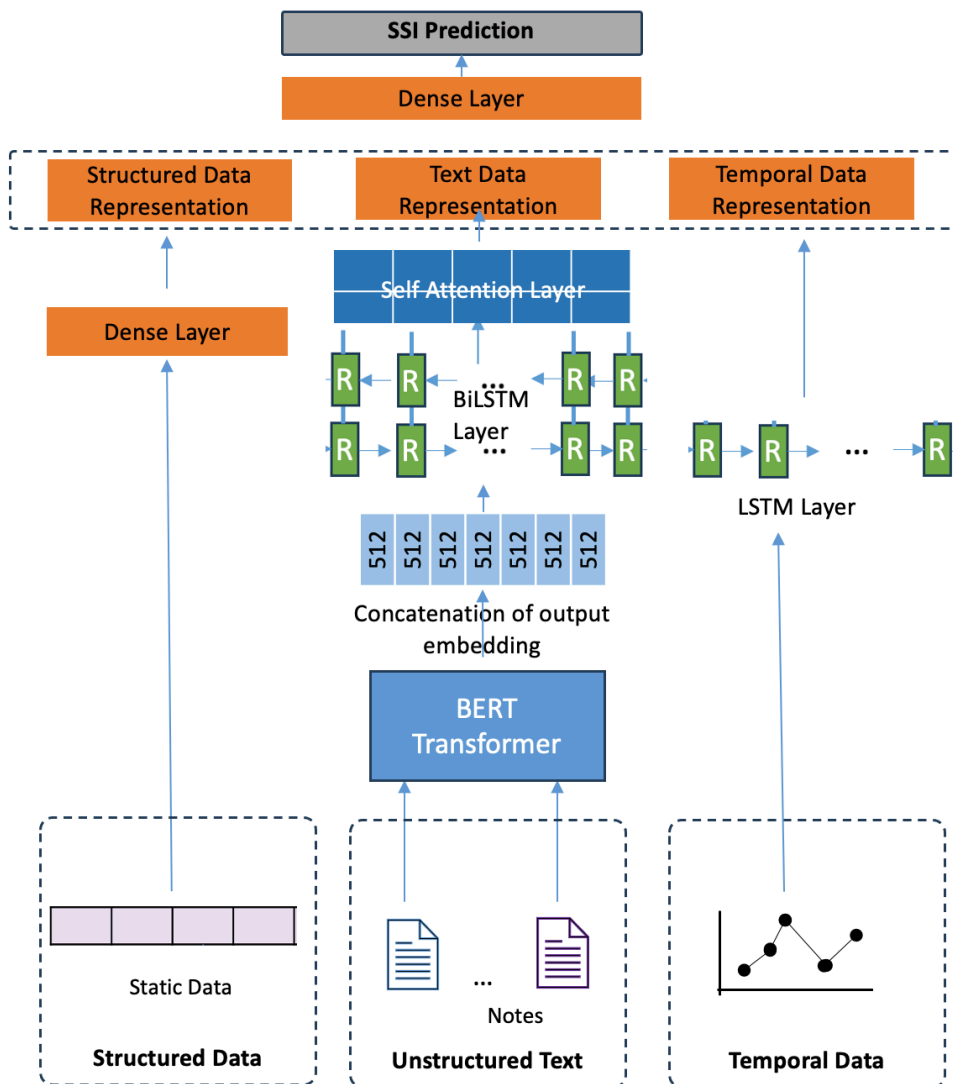 SSI Prediction
Dense Layer
Structured Data
Representation
Text Data
Representation
Temporal Data
Representation
Self Attention Layer
Dense Layer
R
R
...
R
R
BiLSTM
Layer
R
R
...
R
R
R
R
...
R
LSTM Layer
512
512
512
512
512
512
512
Concatenation of output
embedding
BERT
Transformer
Static Data
Structured Data
...
Notes
Unstructured Text
Temporal Data